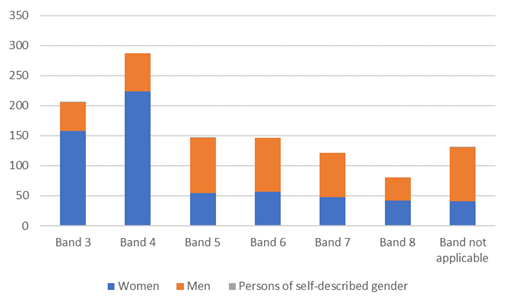 350
300
250
200
150
100
50
0
Band 3 Band 4 Band 5 Band 6 Band 7 Band 8 Band not
applicable
Women Men Persons of self-described gender